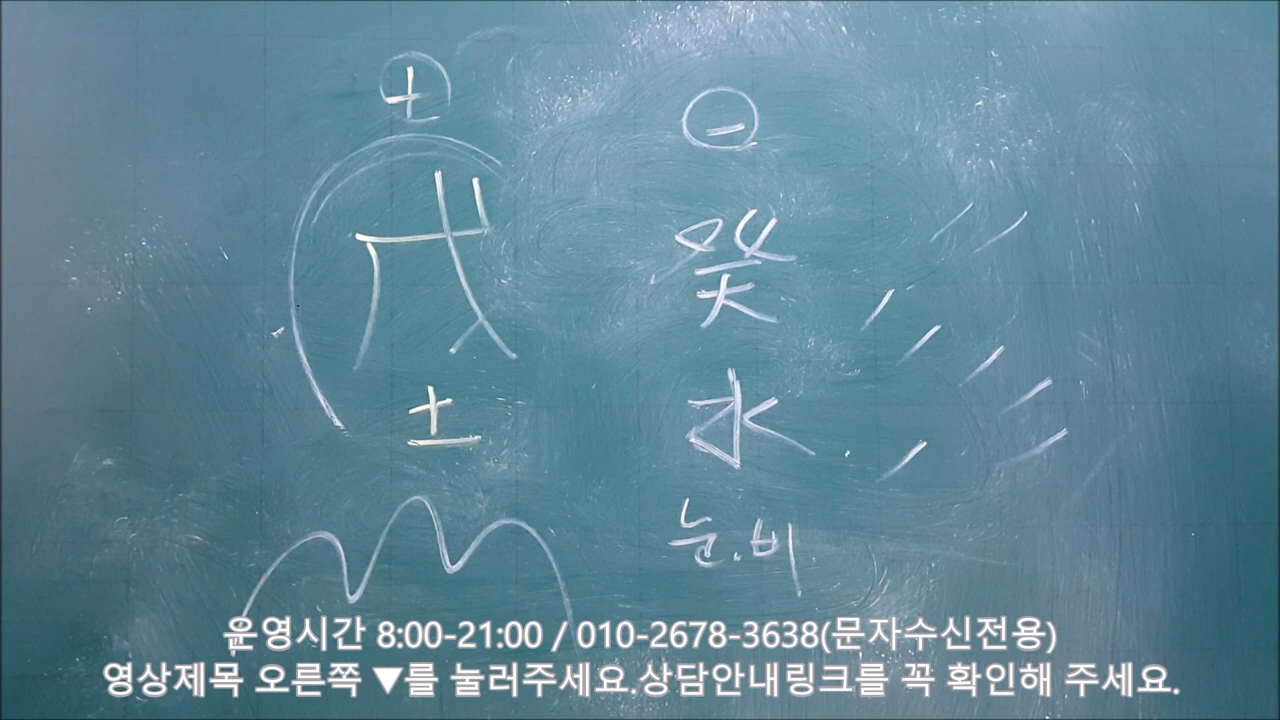 +
戊
土
−
癸
水
눈.비
운영시간 8:00-21:00 / 010-2678-3638(문자수신전용)
영상제목 오른쪽 ▼를 눌러주세요.상담안내링크를 꼭 확인해 주세요.